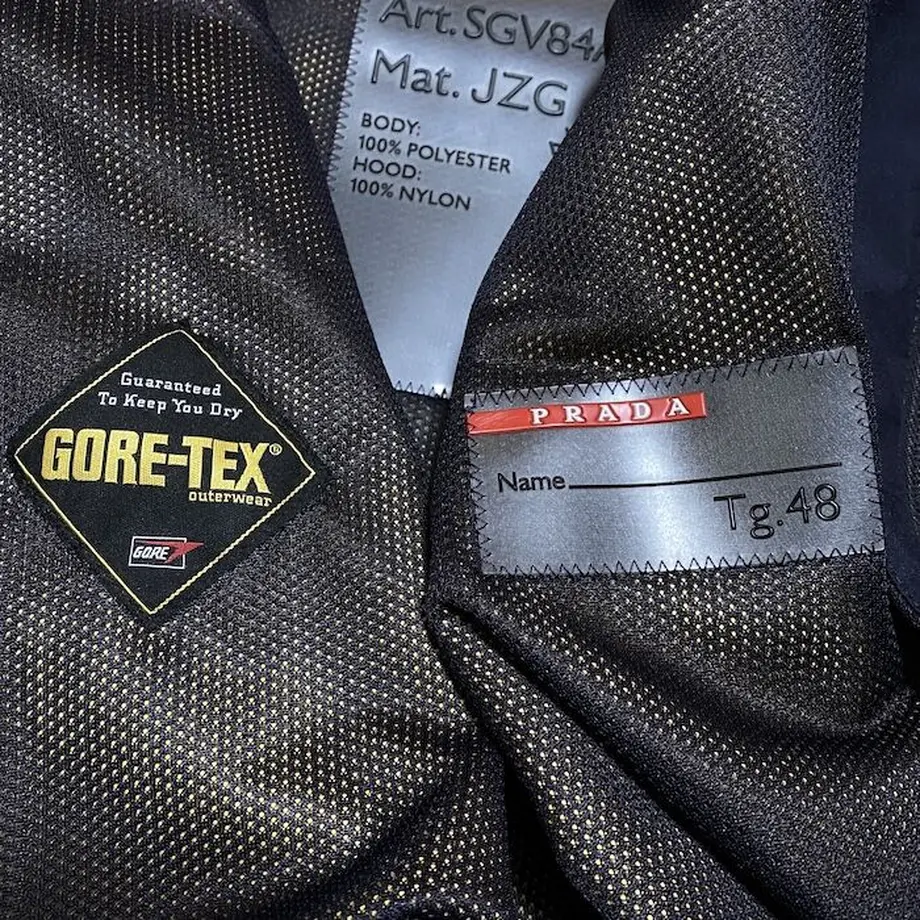 Art. SGV84
Mat. JZG
BODY:
100% POLYESTER
HOOD:
100% NYLON
Guaranteed
To Keep You Dry
GORE-TEX®
outerwear
GORE
PRADA
Name
Tg.48